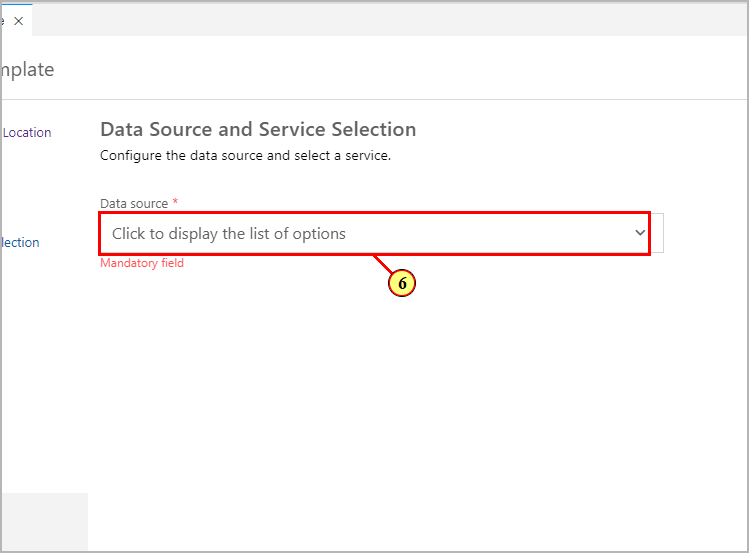 e ×
mplate
Location
lection
Data Source and Service Selection
Configure the data source and select a service.
Data source *
Click to display the list of options
Mandatory field
6